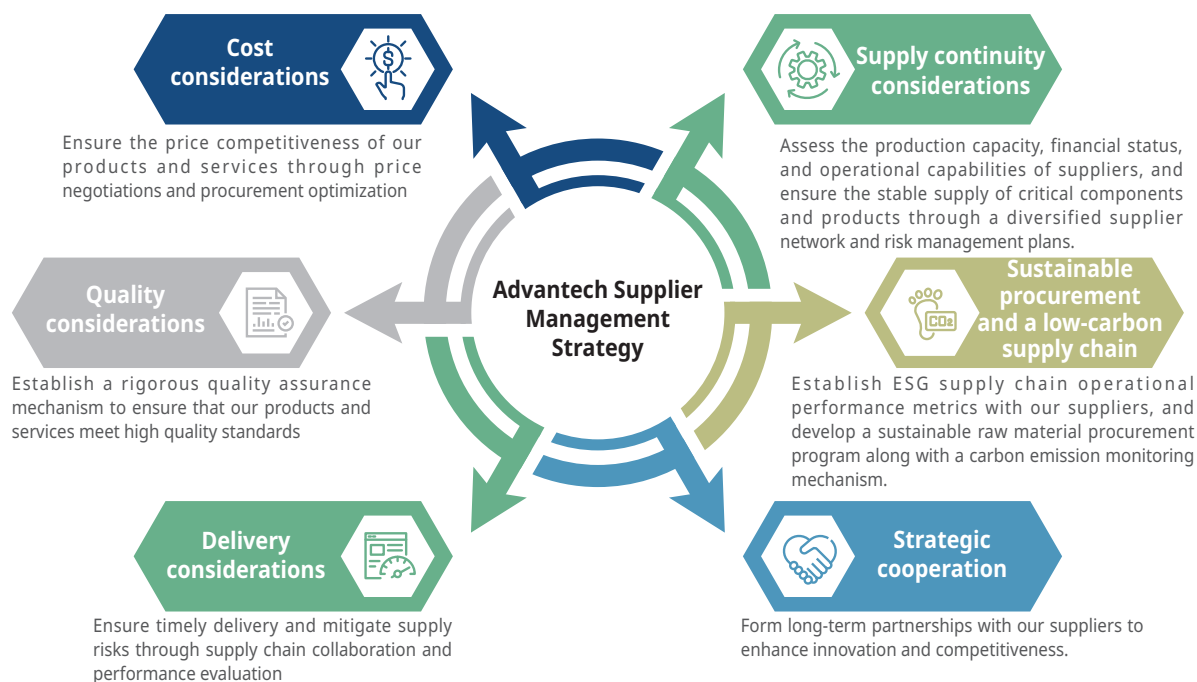 Cost
considerations
Ensure the price competitiveness of our
products and services through price
negotiations and procurement optimization
Supply continuity
considerations
Assess the production capacity, financial status,
and operational capabilities of suppliers, and
ensure the stable supply of critical components
and products through a diversified supplier
network and risk management plans.
Quality
considerations
Establish a rigorous quality assurance
mechanism to ensure that our products and
services meet high quality standards
Advantech Supplier
Management
Strategy
Sustainable
procurement
and a low-carbon
supply chain
CO2
Establish ESG supply chain operational
performance metrics with our suppliers, and
develop a sustainable raw material procurement
program along with a carbon emission monitoring
mechanism.
Delivery
considerations
Ensure timely delivery and mitigate supply
risks through supply chain collaboration and
performance evaluation
Strategic
cooperation
Form long-term partnerships with our suppliers to
enhance innovation and competitiveness.